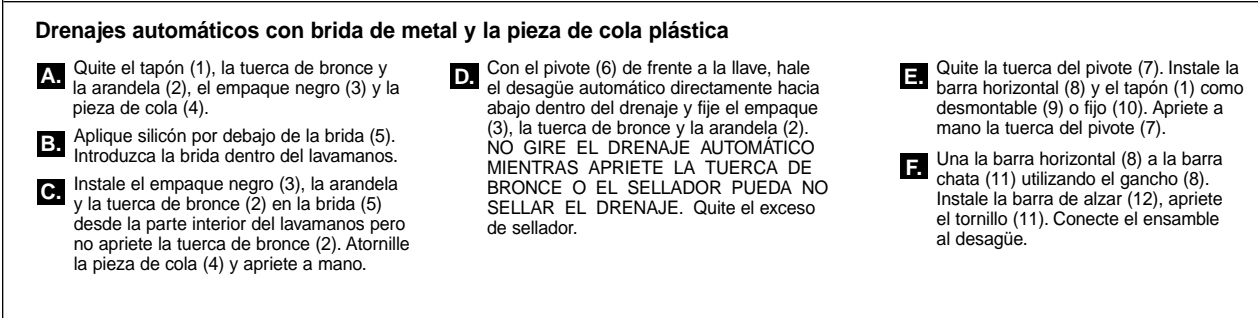 Drenajes automáticos con brida de metal y la pieza de cola plástica
A. Quite el tapón (1), la tuerca de bronce y
la arandela (2), el empaque negro (3) y la
pieza de cola (4).
B. Aplique silicón por debajo de la brida (5).
Introduzca la brida dentro del lavamanos.
C. Instale el empaque negro (3), la arandela
y la tuerca de bronce (2) en la brida (5)
desde la parte interior del lavamanos pero
no apriete la tuerca de bronce (2). Atornille
la pieza de cola (4) y apriete a mano.
D. Con el pivote (6) de frente a la llave, hale
el desagüe automático directamente hacia
abajo dentro del drenaje y fije el empaque
(3), la tuerca de bronce y la arandela (2).
NO GIRE EL DRENAJE AUTOMÁTICO
MIENTRAS APRIETE LA TUERCA DE
BRONCE O EL SELLADOR PUEDA NO
SELLAR EL DRENAJE. Quite el exceso
de sellador.
E. Quite la tuerca del pivote (7). Instale la
barra horizontal (8) y el tapón (1) como
desmontable (9) o fijo (10). Apriete a
mano la tuerca del pivote (7).
F. Una la barra horizontal (8) a la barra
chata (11) utilizando el gancho (8).
Instale la barra de alzar (12), apriete
el tornillo (11). Conecte el ensamble
al desagüe.